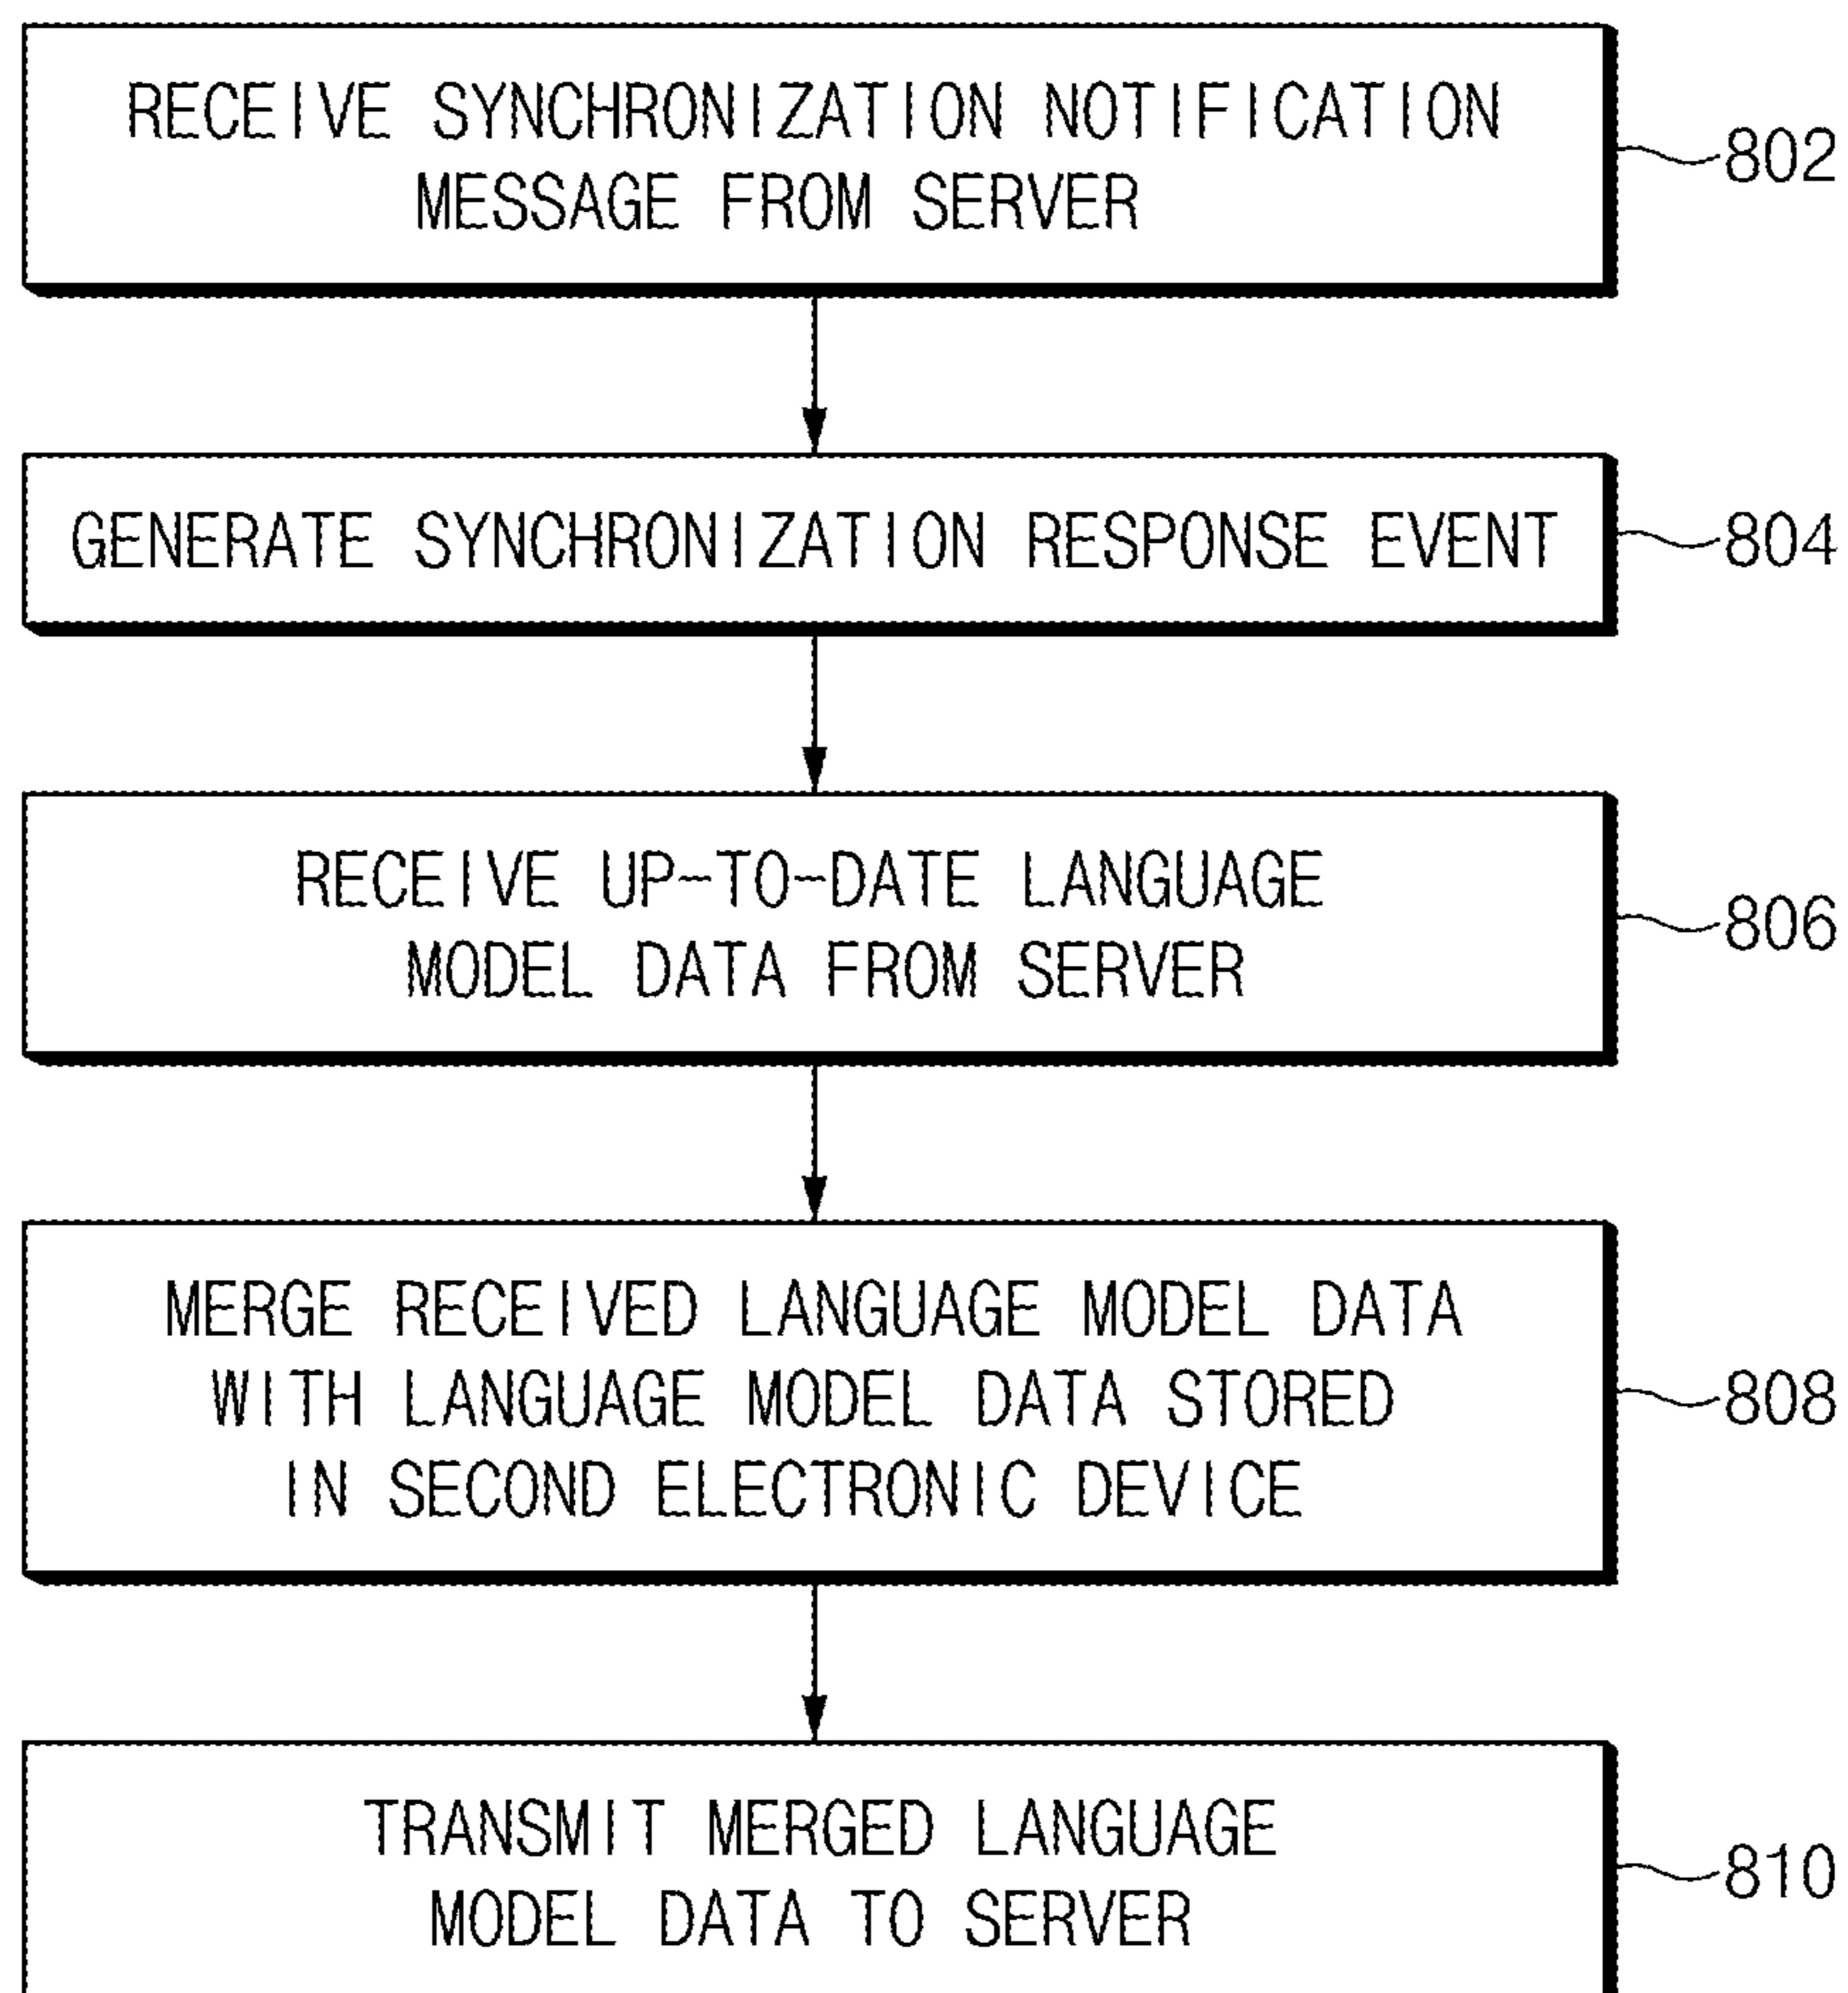 RECEIVE SYNCHRONIZATION NOTIFICATION
MESSAGE FROM SERVER
802
GENERATE SYNCHRONIZATION RESPONSE EVENT
804
RECEIVE UP-TO-DATE LANGUAGE
MODEL DATA FROM SERVER
806
MERGE RECEIVED LANGUAGE MODEL DATA
WITH LANGUAGE MODEL DATA STORED
IN SECOND ELECTRONIC DEVICE
808
TRANSMIT MERGED LANGUAGE
MODEL DATA TO SERVER
810